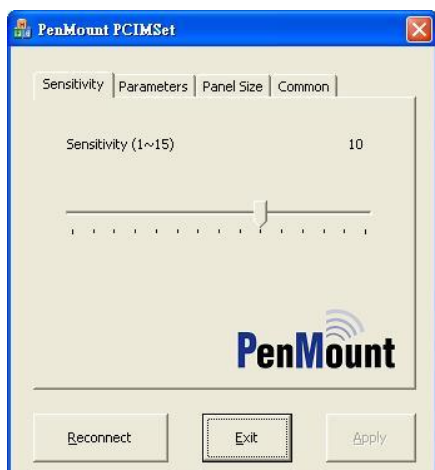 PenMount PCIMSet
Sensitivity Parameters Panel Size Common
Sensitivity (1~15) 10
PenMount
Reconnect Exit Apply